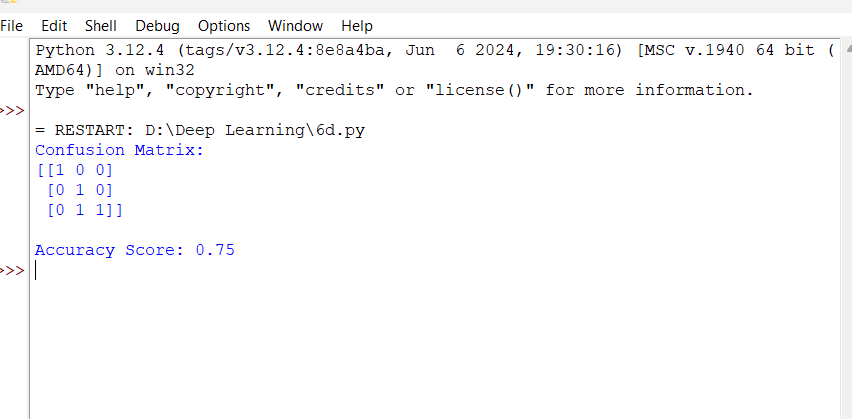 File Edit Shell Debug Options Window Help
Python 3.12.4 (tags/v3.12.4:8e8a4ba, Jun  6 2024, 19:30:16) [MSC v.1940 64 bit (
AMD64)] on win32
Type "help", "copyright", "credits" or "license()" for more information.
>>>
= RESTART: D:\Deep Learning\6d.py
Confusion Matrix:
[[1 0 0]
 [0 1 0]
 [0 1 1]]
Accuracy Score: 0.75
>>>